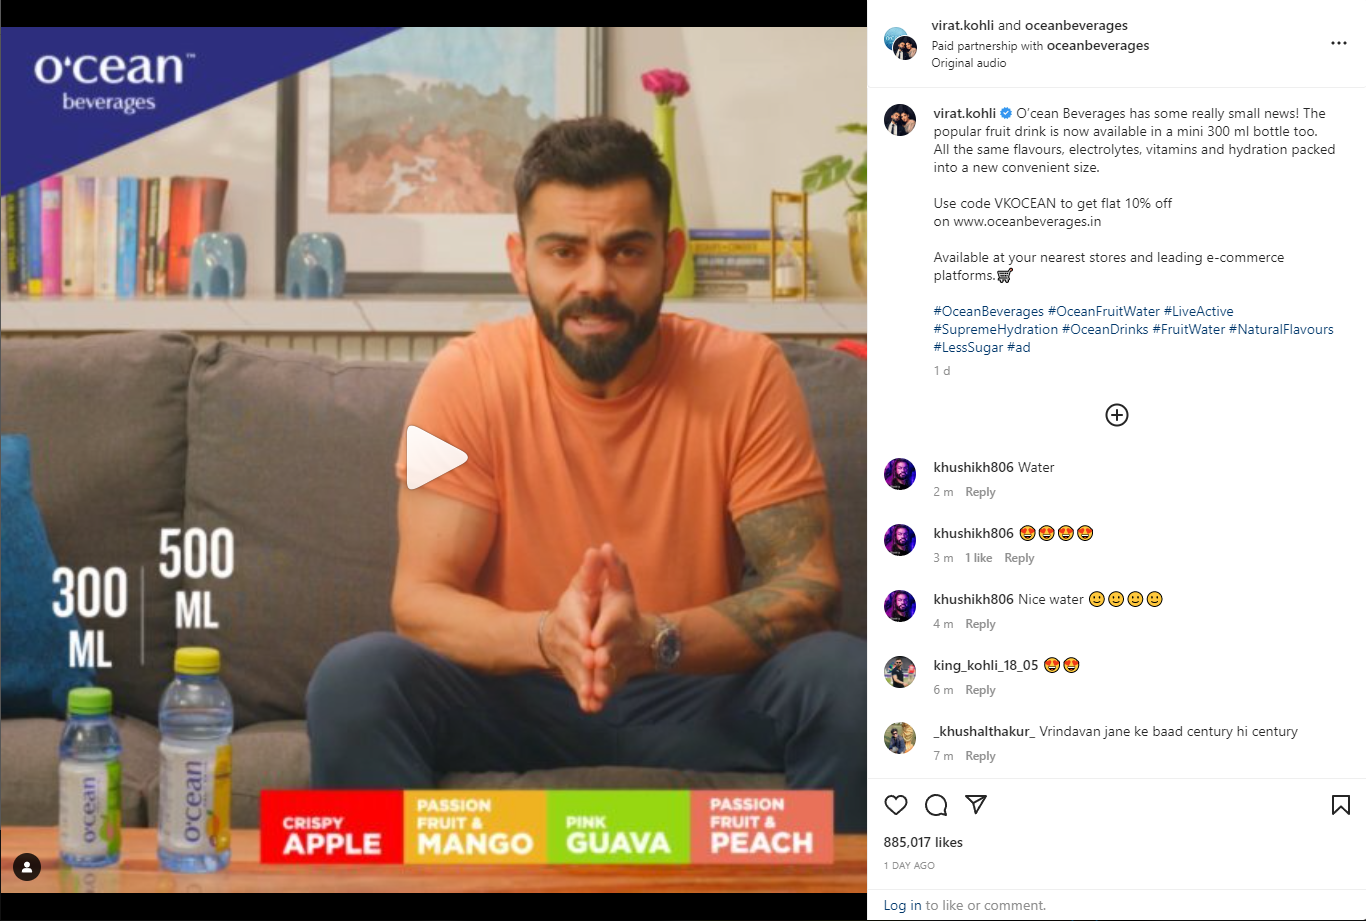 o'cean™
beverages
300
ML
500
ML
o'cean
o'cean
CRISPY
APPLE
PASSION
FRUIT &
MANGO
PINK
GUAVA
PASSION
FRUIT &
PEACH
virat.kohli and oceanbeverages
Paid partnership with oceanbeverages
Original audio
virat.kohli O'cean Beverages has some really small news! The
popular fruit drink is now available in a mini 300 ml bottle too.
All the same flavours, electrolytes, vitamins and hydration packed
into a new convenient size.
Use code VKOCEAN to get flat 10% off
on www.oceanbeverages.in
Available at your nearest stores and leading e-commerce
platforms.🛒
#OceanBeverages #OceanFruitWater #LiveActive
#SupremeHydration #OceanDrinks #FruitWater #NaturalFlavours
#LessSugar #ad
1 d
khushikh806 Water
2 m Reply
khushikh806 😍😍😍😍
3 m 1 like Reply
khushikh806 Nice water 🙂🙂🙂🙂
4 m Reply
king_kohli_18_05 😍😍
6 m Reply
_khushalthakur_ Vrindavan jane ke baad century hi century
7 m Reply
885,017 likes
1 DAY AGO
Log in to like or comment.